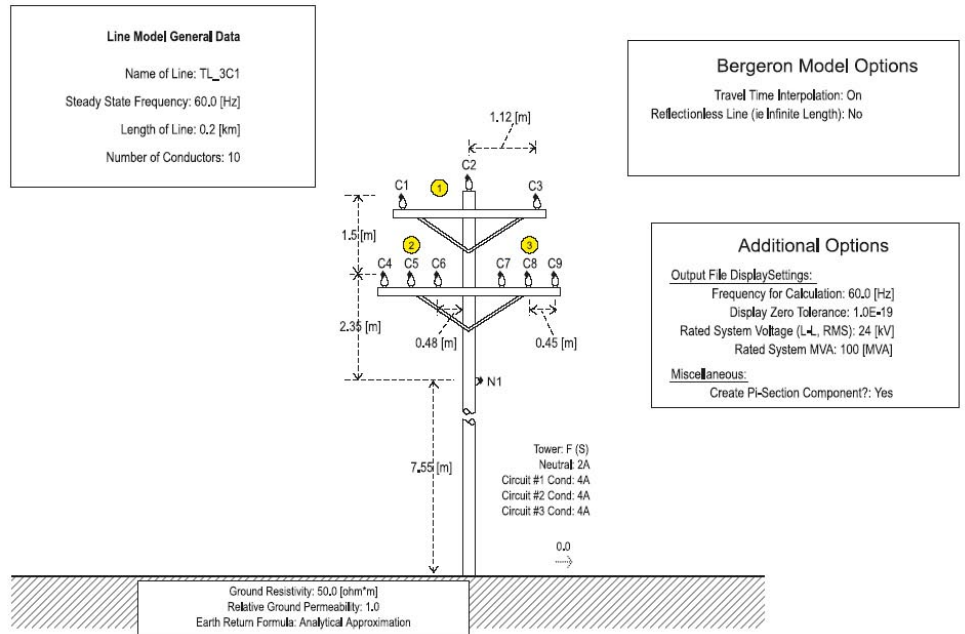 Line Model General Data
Name of Line: TL_3C1
Steady State Frequency: 60.0 [Hz]
Length of Line: 0.2 [km]
Number of Conductors: 10
Bergeron Model Options
Travel Time Interpolation: On
Reflectionless Line (ie Infinite Length): No
1.12 [m]
C2
C1
1
C3
1.5 [m]
2
3
C4
C5
C6
C7
C8
C9
2.35 [m]
0.48 [m]
0.45 [m]
N1
7.55 [m]
Tower: F (S)
Neutral: 2A
Circuit #1 Cond: 4A
Circuit #2 Cond: 4A
Circuit #3 Cond: 4A
0.0
Additional Options
Output File DisplaySettings:
Frequency for Calculation: 60.0 [Hz]
Display Zero Tolerance: 1.0E-19
Rated System Voltage (L-L, RMS): 24 [kV]
Rated System MVA: 100 [MVA]
Miscellaneous:
Create Pi-Section Component?: Yes
Ground Resistivity: 50.0 [ohm*m]
Relative Ground Permeability: 1.0
Earth Return Formula: Analytical Approximation